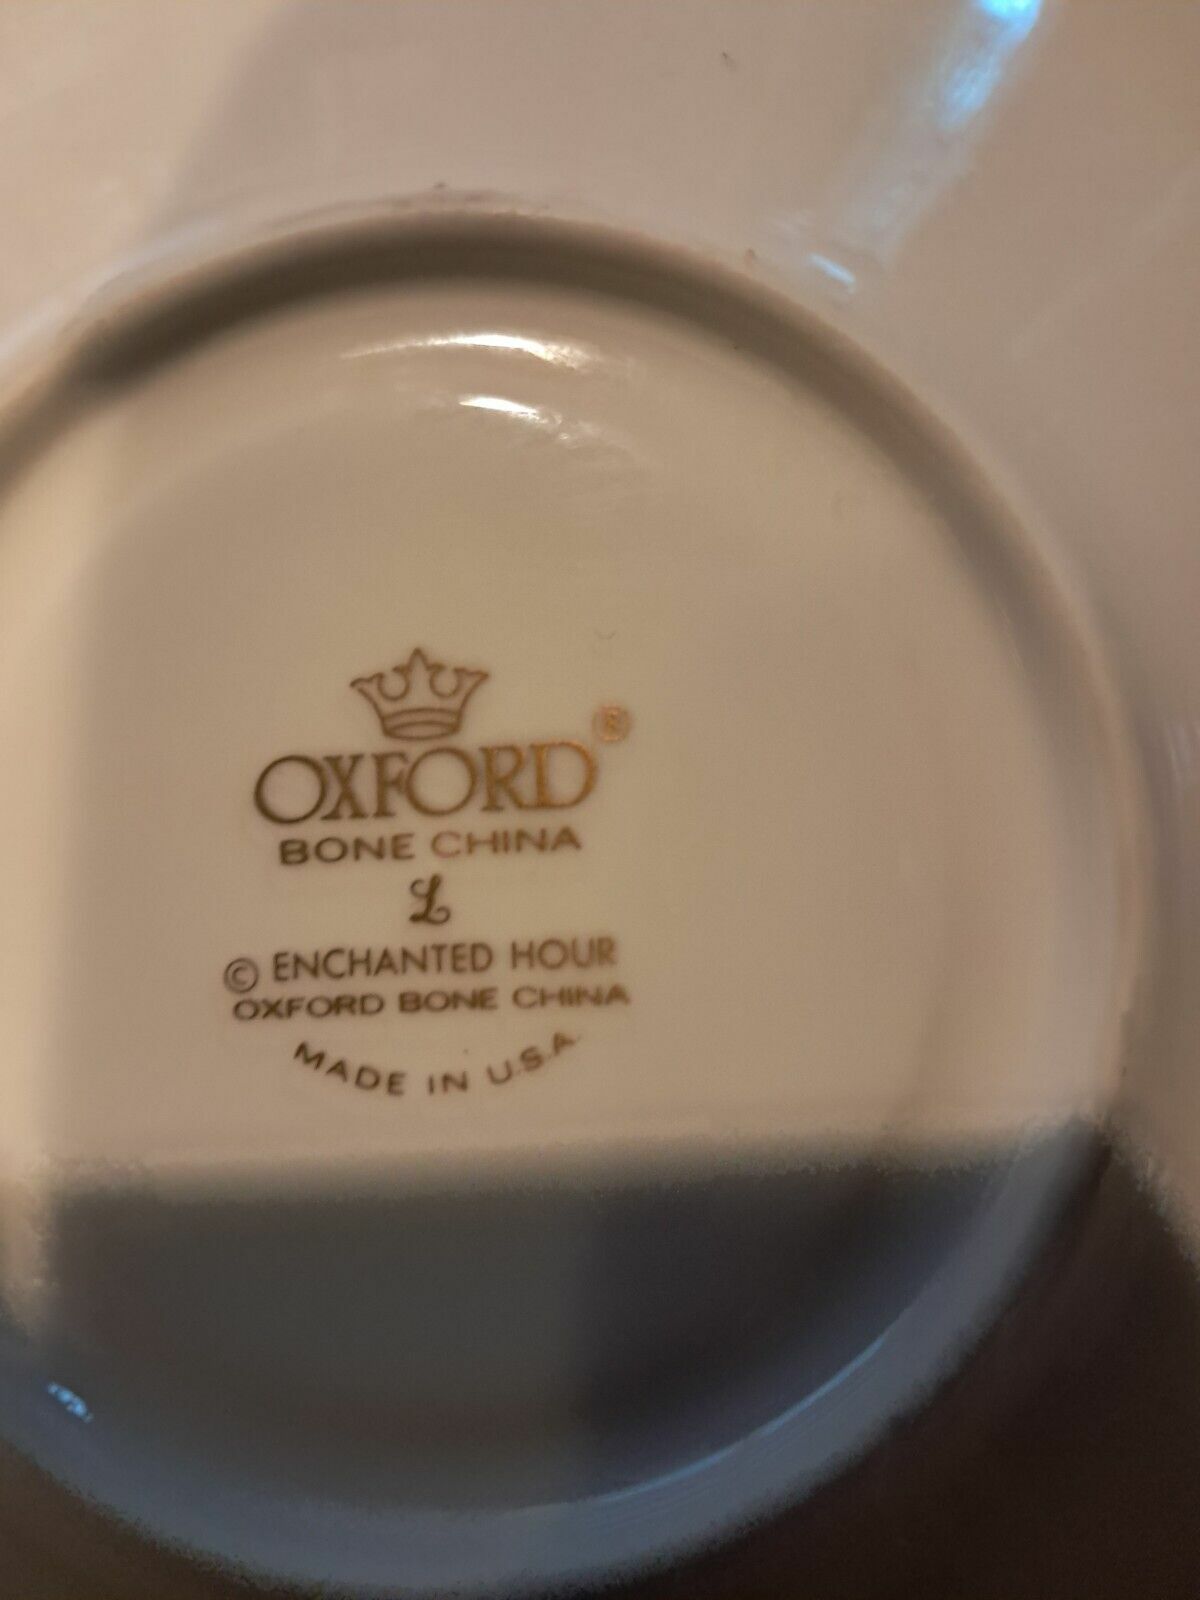 OXFORD®
BONE CHINA
L
© ENCHANTED HOUR
OXFORD BONE CHINA
MADE IN U.S.A.